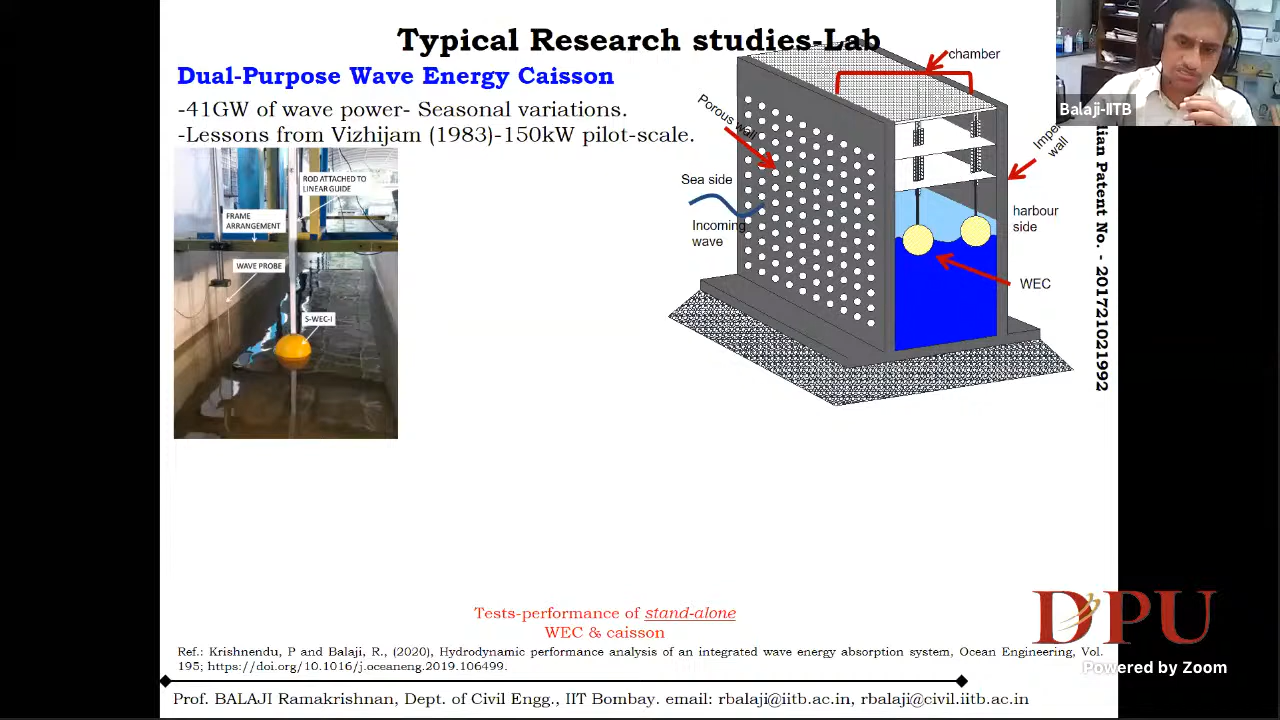 Typical Research studies-Lab
Dual-Purpose Wave Energy Caisson
-41GW of wave power- Seasonal variations.
-Lessons from Vizhijam (1983)-150kW pilot-scale.
ROD ATTACHED TO
LINEAR GUIDE
FRAME
ARRANGEMENT
WAVE PROBE
S-WEC-I
chamber
Porous wall
Sea side
Incoming
wave
wall
harbour
side
WEC
Patent No. - 201721021992
Balaji-IITB
Tests-performance of stand-alone
WEC & caisson
Ref.: Krishnendu, P and Balaji, R., (2020), Hydrodynamic performance analysis of an integrated wave energy absorption system, Ocean Engineering, Vol.
195; https://doi.org/10.1016/j.oceaneng.2019.106499.
Prof. BALAJI Ramakrishnan, Dept. of Civil Engg., IIT Bombay. email: rbalaji@iitb.ac.in, rbalaji@civil.iitb.ac.in
DPU
Powered by Zoom